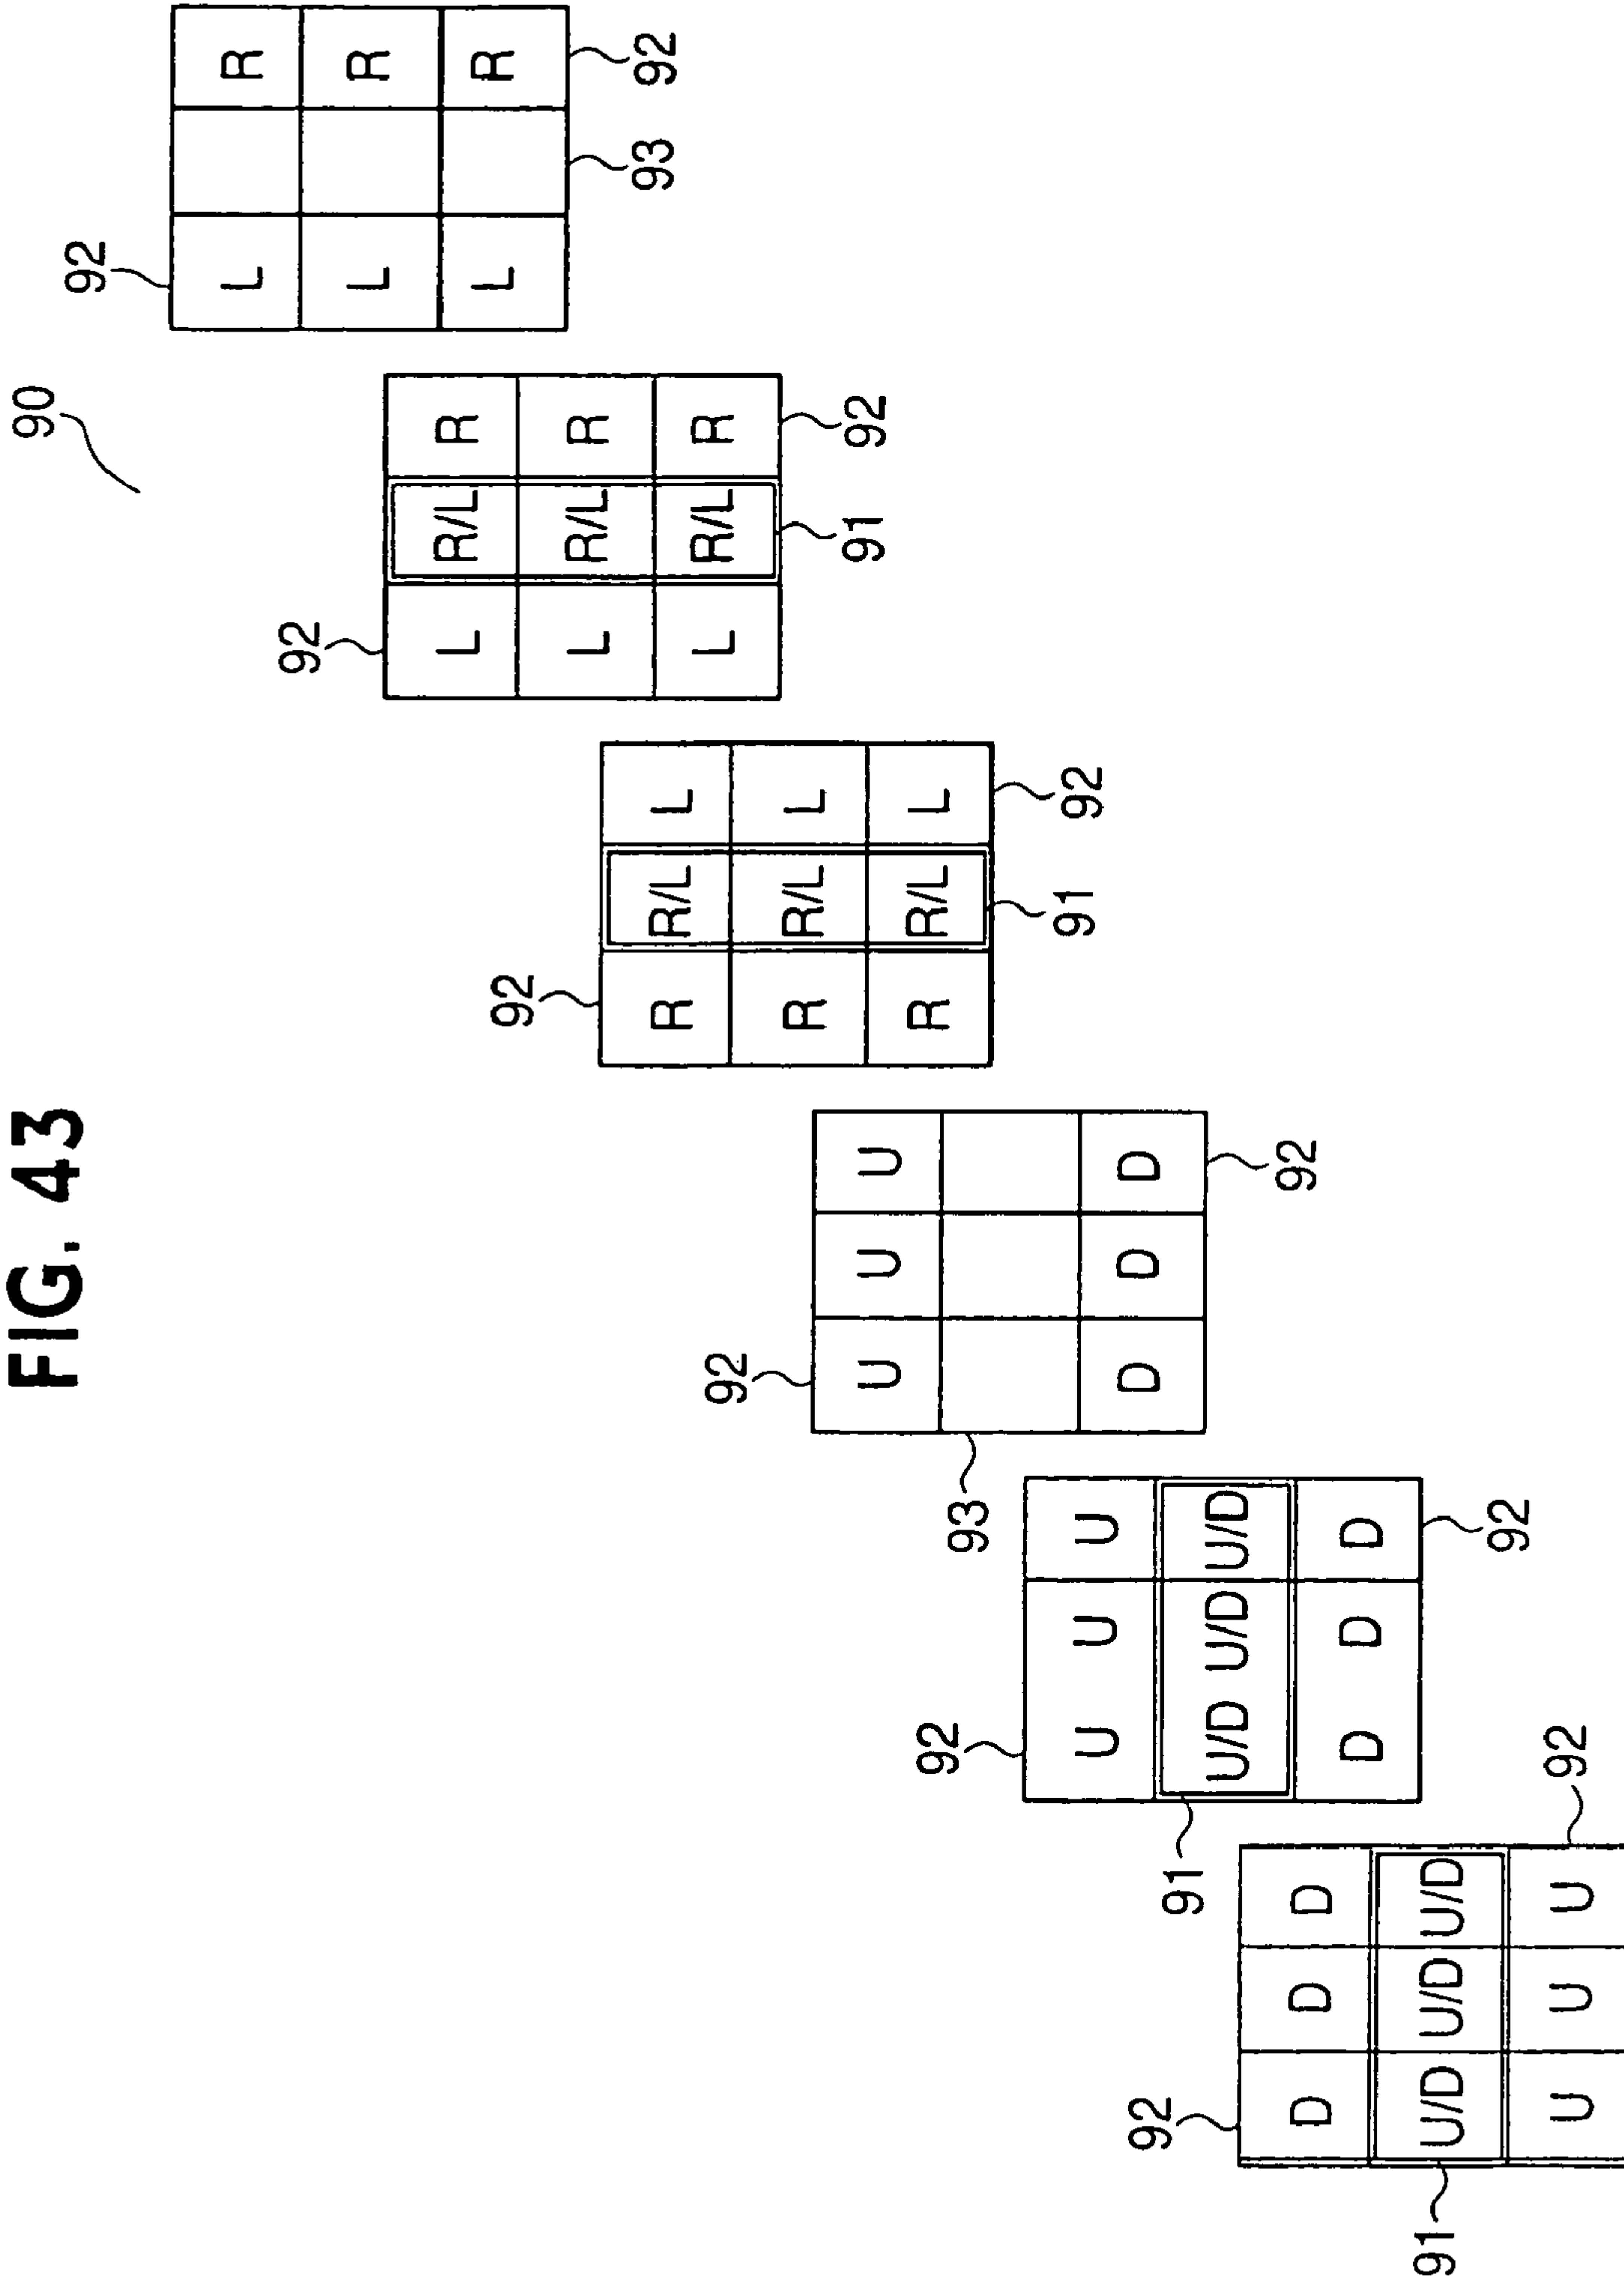 FIG. 43
90
92
L R
L R
L R
93 92
92
L R/L R
L R/L R
L R/L R
91 92
92
R R/L L
R R/L L
R R/L L
91 92
92
U U U
93
D D D
92
92
U U U
91 U/D U/D U/D
D D D
92
92
D D D
91 U/D U/D U/D
U U U 92